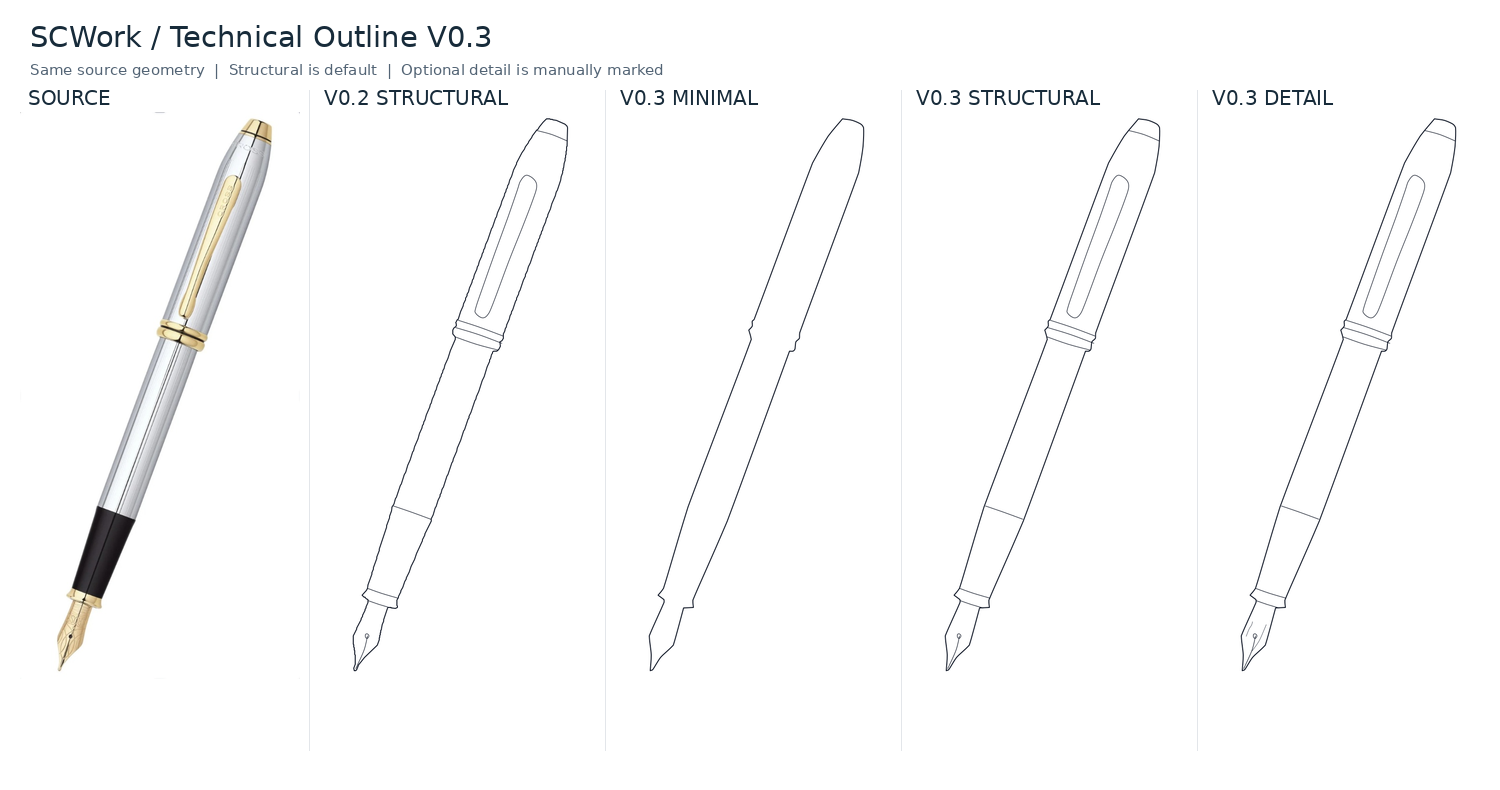 SCWork / Technical Outline V0.3
Same source geometry | Structural is default | Optional detail is manually marked
SOURCE
V0.2 STRUCTURAL
V0.3 MINIMAL
V0.3 STRUCTURAL
V0.3 DETAIL